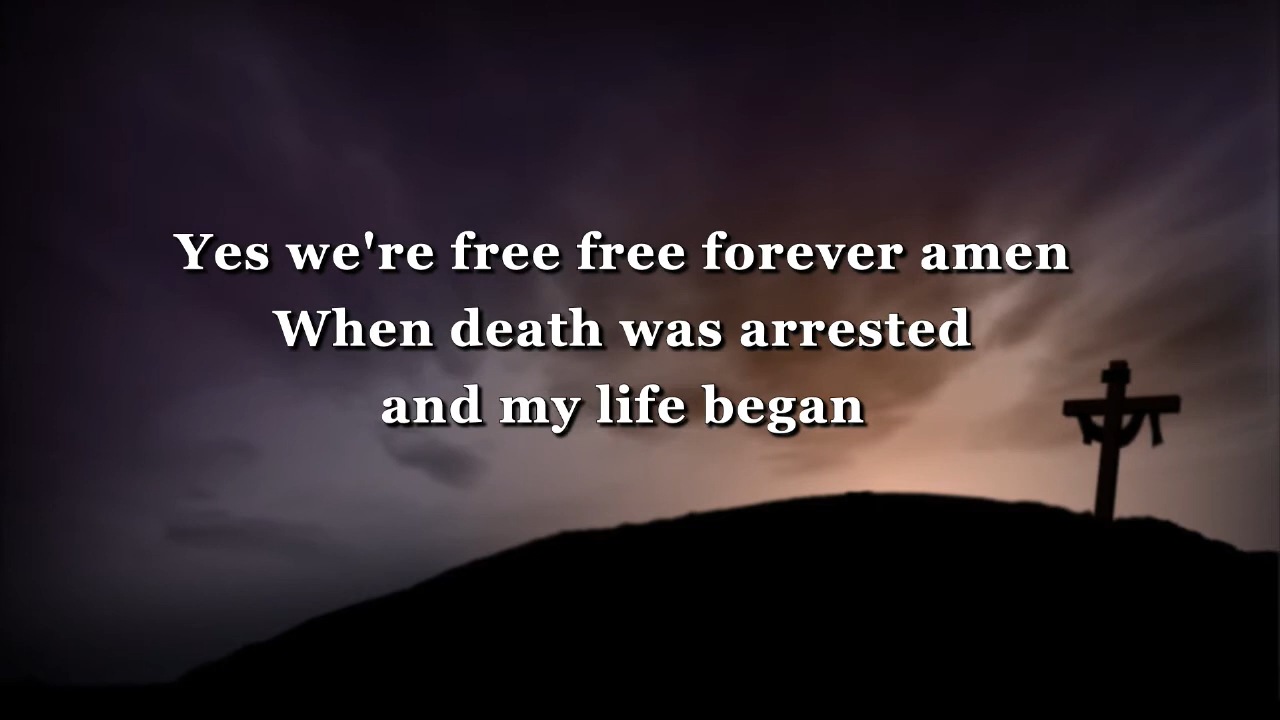 Yes we're free free forever amen
When death was arrested
and my life began